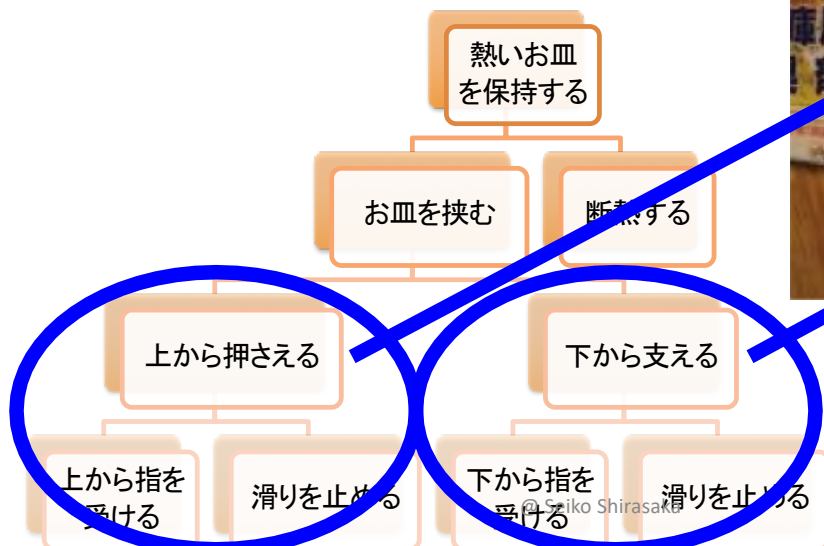 熱いお皿
を保持する
お皿を挟む
断熱する
上から押さえる
下から支える
上から指を
受ける
滑りを止める
下から指を
受ける
滑りを止める
@ Seiko Shirasaka